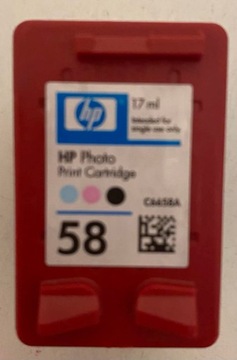 hp
17 ml
Intended for
single use only
HP Photo
Print Cartridge
C6658A
58